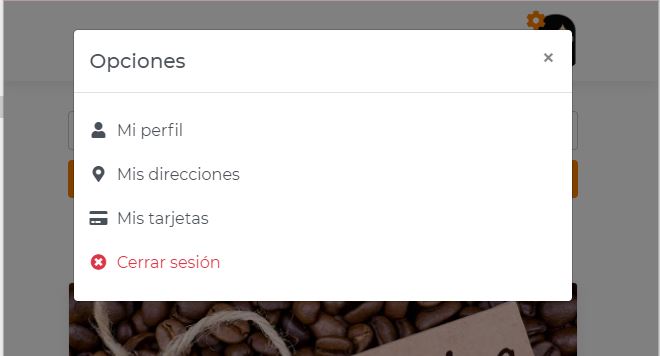 Opciones
×
Mi perfil
Mis direcciones
Mis tarjetas
Cerrar sesión